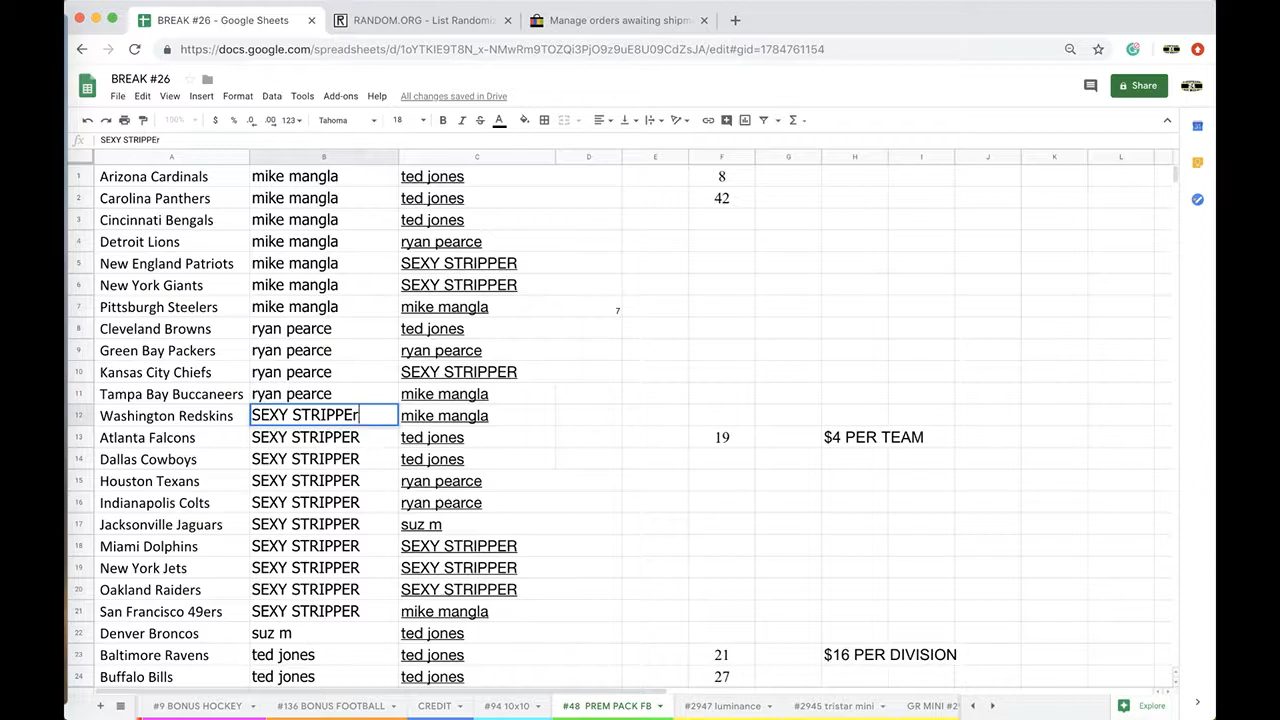 BREAK #26 - Google Sheets
RANDOM.ORG - List Randomi
Manage orders awaiting shipm
https://docs.google.com/spreadsheets/d/1oYTKIE9T8N_x-NMwRm9TOZQi3PjO9z9uE8U09CdZsJA/edit#gid=1784761154
BREAK #26
File Edit View Insert Format Data Tools Add-ons Help All changes saved in Drive
Share
100% $ % .0 .00 123 Tahoma 18 B I S A
fx SEXY STRIPPEr
A B C D E F G H I J K L
1 Arizona Cardinals mike mangla ted jones 8
2 Carolina Panthers mike mangla ted jones 42
3 Cincinnati Bengals mike mangla ted jones
4 Detroit Lions mike mangla ryan pearce
5 New England Patriots mike mangla SEXY STRIPPER
6 New York Giants mike mangla SEXY STRIPPER
7 Pittsburgh Steelers mike mangla mike mangla 7
8 Cleveland Browns ryan pearce ted jones
9 Green Bay Packers ryan pearce ryan pearce
10 Kansas City Chiefs ryan pearce SEXY STRIPPER
11 Tampa Bay Buccaneers ryan pearce mike mangla
12 Washington Redskins SEXY STRIPPEr mike mangla
13 Atlanta Falcons SEXY STRIPPER ted jones 19 $4 PER TEAM
14 Dallas Cowboys SEXY STRIPPER ted jones
15 Houston Texans SEXY STRIPPER ryan pearce
16 Indianapolis Colts SEXY STRIPPER ryan pearce
17 Jacksonville Jaguars SEXY STRIPPER suz m
18 Miami Dolphins SEXY STRIPPER SEXY STRIPPER
19 New York Jets SEXY STRIPPER SEXY STRIPPER
20 Oakland Raiders SEXY STRIPPER SEXY STRIPPER
21 San Francisco 49ers SEXY STRIPPER mike mangla
22 Denver Broncos suz m ted jones
23 Baltimore Ravens ted jones ted jones 21 $16 PER DIVISION
24 Buffalo Bills ted jones ted jones 27
#9 BONUS HOCKEY #136 BONUS FOOTBALL CREDIT #94 10x10 #48 PREM PACK FB #2947 luminance #2945 tristar mini GR MINI #2 Explore